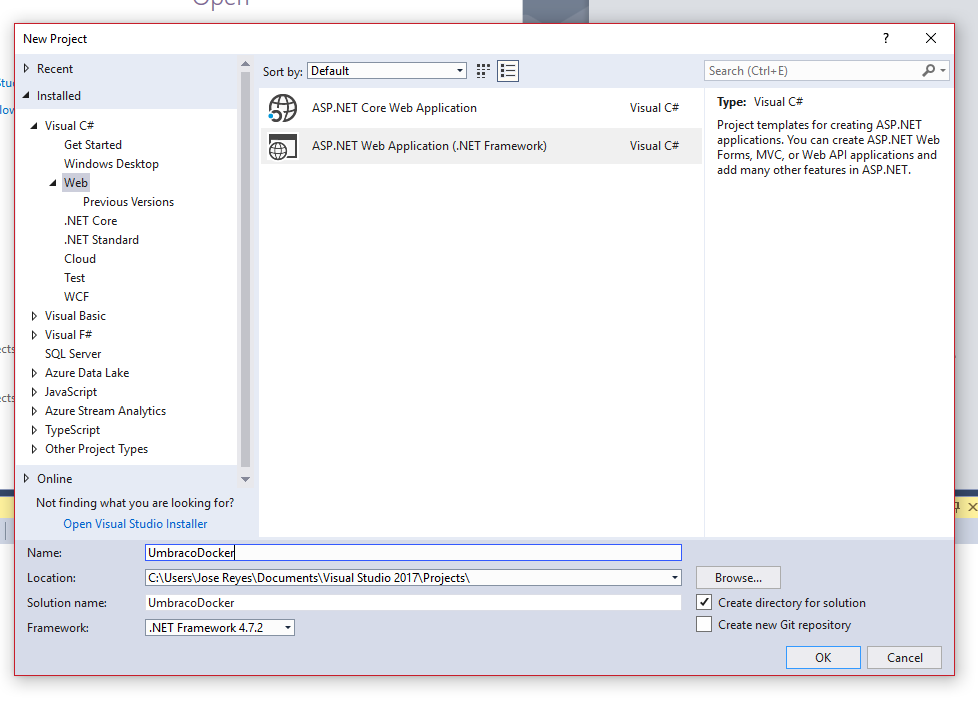 Open
New Project
?
Recent
Installed
Visual C#
Get Started
Windows Desktop
Web
Previous Versions
.NET Core
.NET Standard
Cloud
Test
WCF
Visual Basic
Visual F#
SQL Server
Azure Data Lake
JavaScript
Azure Stream Analytics
TypeScript
Other Project Types
Online
Not finding what you are looking for?
Open Visual Studio Installer
Sort by: Default
ASP.NET Core Web Application Visual C#
ASP.NET Web Application (.NET Framework) Visual C#
Search (Ctrl+E)
Type: Visual C#
Project templates for creating ASP.NET
applications. You can create ASP.NET Web
Forms, MVC, or Web API applications and
add many other features in ASP.NET.
Name: UmbracoDocker
Location: C:\Users\Jose Reyes\Documents\Visual Studio 2017\Projects\ Browse...
Solution name: UmbracoDocker Create directory for solution
Framework: .NET Framework 4.7.2 Create new Git repository
OK Cancel